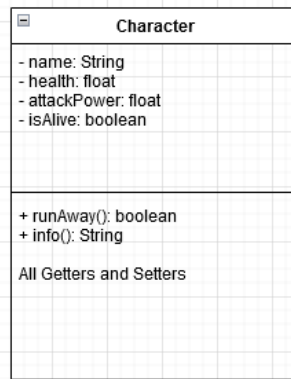 Character
- name: String
- health: float
- attackPower: float
- isAlive: boolean
+ runAway(): boolean
+ info(): String
All Getters and Setters